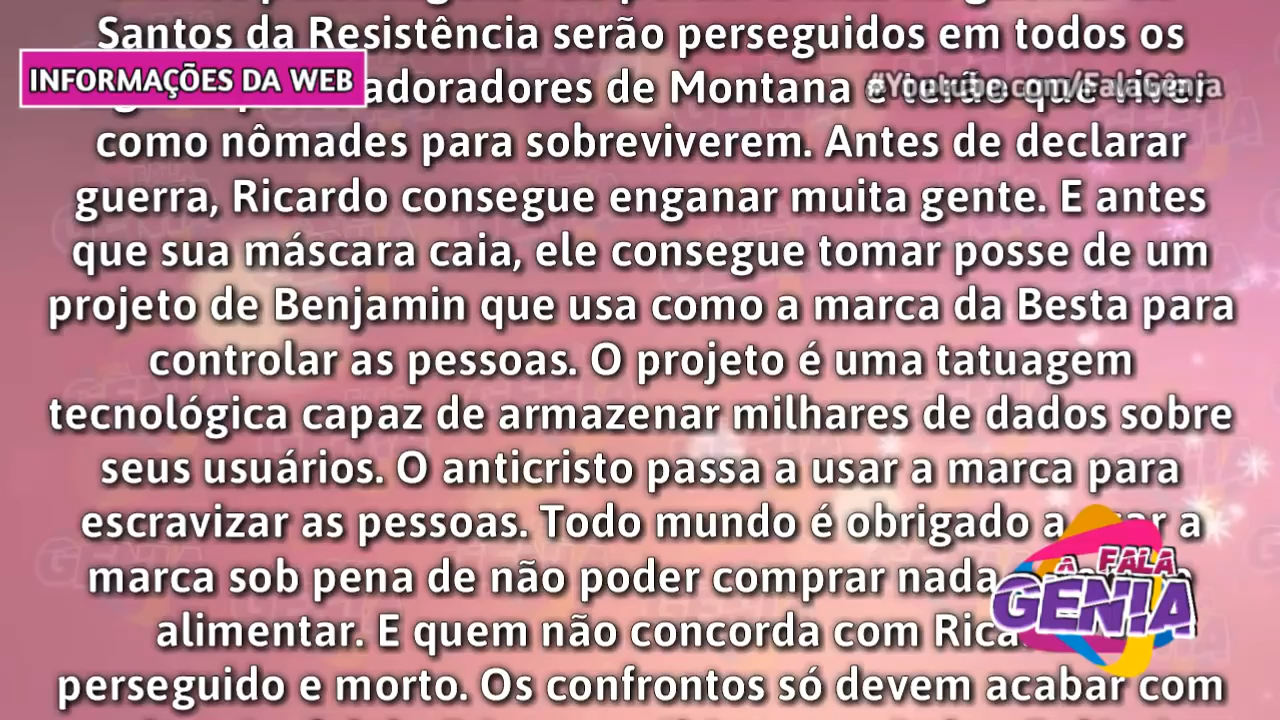 Santos da Resistência serão perseguidos em todos os
INFORMAÇÕES DA WEB
adoradores de Montana e terão que viver
#Youtube.com/FalaGênia
como nômades para sobreviverem. Antes de declarar
guerra, Ricardo consegue enganar muita gente. E antes
que sua máscara caia, ele consegue tomar posse de um
projeto de Benjamin que usa como a marca da Besta para
controlar as pessoas. O projeto é uma tatuagem
tecnológica capaz de armazenar milhares de dados sobre
seus usuários. O anticristo passa a usar a marca para
escravizar as pessoas. Todo mundo é obrigado a a
marca sob pena de não poder comprar nada
FALA
GÊNIA
alimentar. E quem não concorda com
perseguido e morto. Os confrontos só devem acabar com